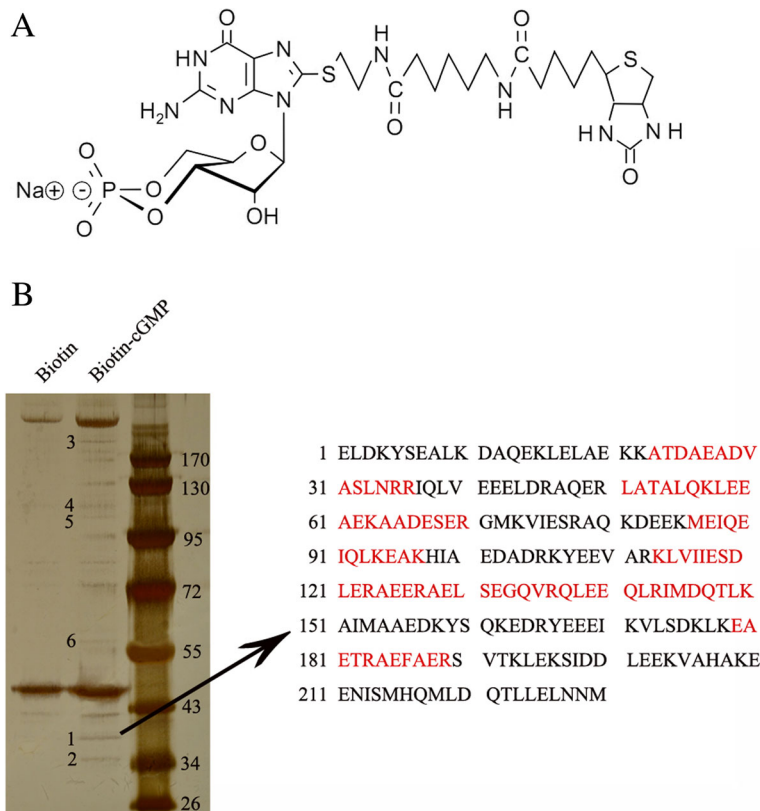 A
O
H
O
HN
N
N
S
N
S
H₂N
N
N
C
C
O
N
H
HN
N H
O
O
O
Na⊕
⊖
P
O
O
O
OH
B
Biotin
Biotin-cGMP
3
170
4
130
5
95
72
6
55
43
1
2
34
26
1 ELDKYSEALK DAQEKLELAE KKATDAEADV
31 ASLNRRIQLV EEELDRAQER LATALQKLEE
61 AEKAADESER GMKVIESRAQ KDEEKMEIQE
91 IQLKEAKHIA EDADRKYEEV ARKLVIIESD
121 LERAEERAEL SEGQVRQLEE QLRIMDQTLK
151 AIMAAEDKYS QKEDRYEEEI KVLSDKLKEA
181 ETRAEFAERS VTKLEKSIDD LEEKVAHAKE
211 ENISMHQMLD QTLLELNNM